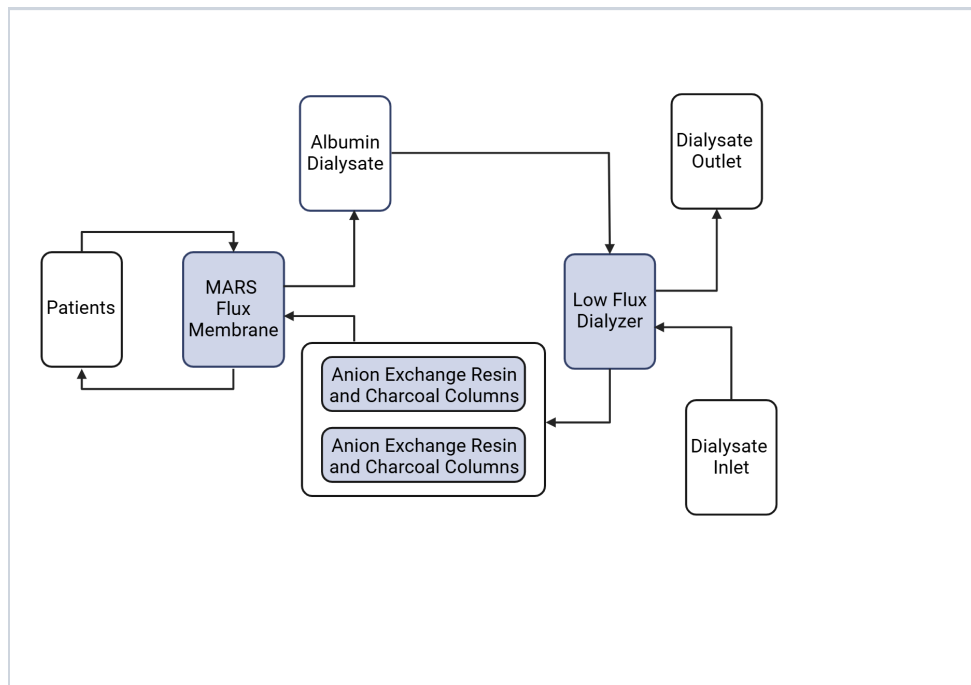 Albumin
Dialysate
Dialysate
Outlet
Patients
MARS
Flux
Membrane
Low Flux
Dialyzer
Anion Exchange Resin
and Charcoal Columns
Anion Exchange Resin
and Charcoal Columns
Dialysate
Inlet